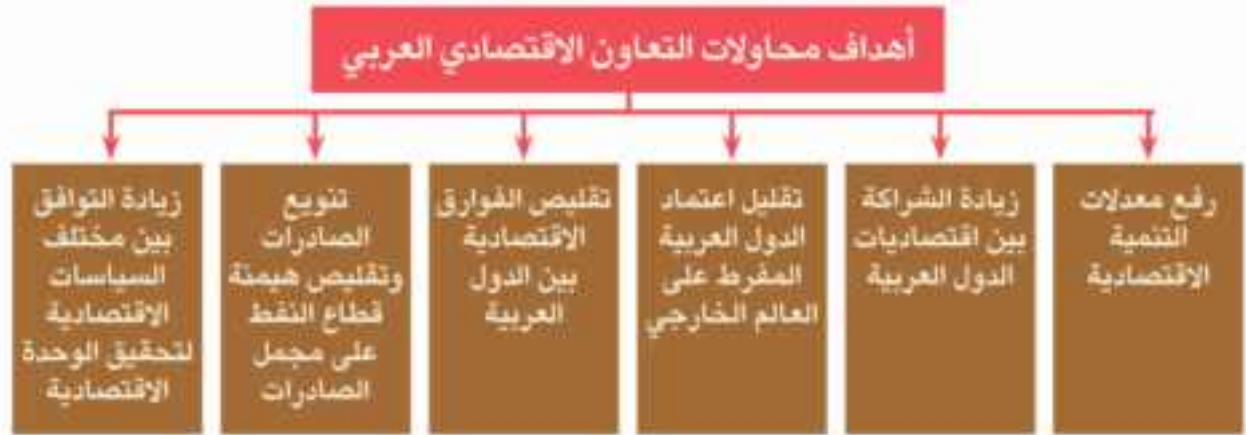 أهداف محاولات التعاون الاقتصادي العربي
رفع معدلات
التنمية
الاقتصادية
زيادة الشراكة
بين اقتصاديات
الدول العربية
تقليل اعتماد
الدول العربية
المفرط على
العالم الخارجي
تقليص الفوارق
الاقتصادية
بين الدول
العربية
تنويع
الصادرات
وتقليص هيمنة
قطاع النفط
على مجمل
الصادرات
زيادة التوافق
بين مختلف
السياسات
الاقتصادية
لتحقيق الوحدة
الاقتصادية